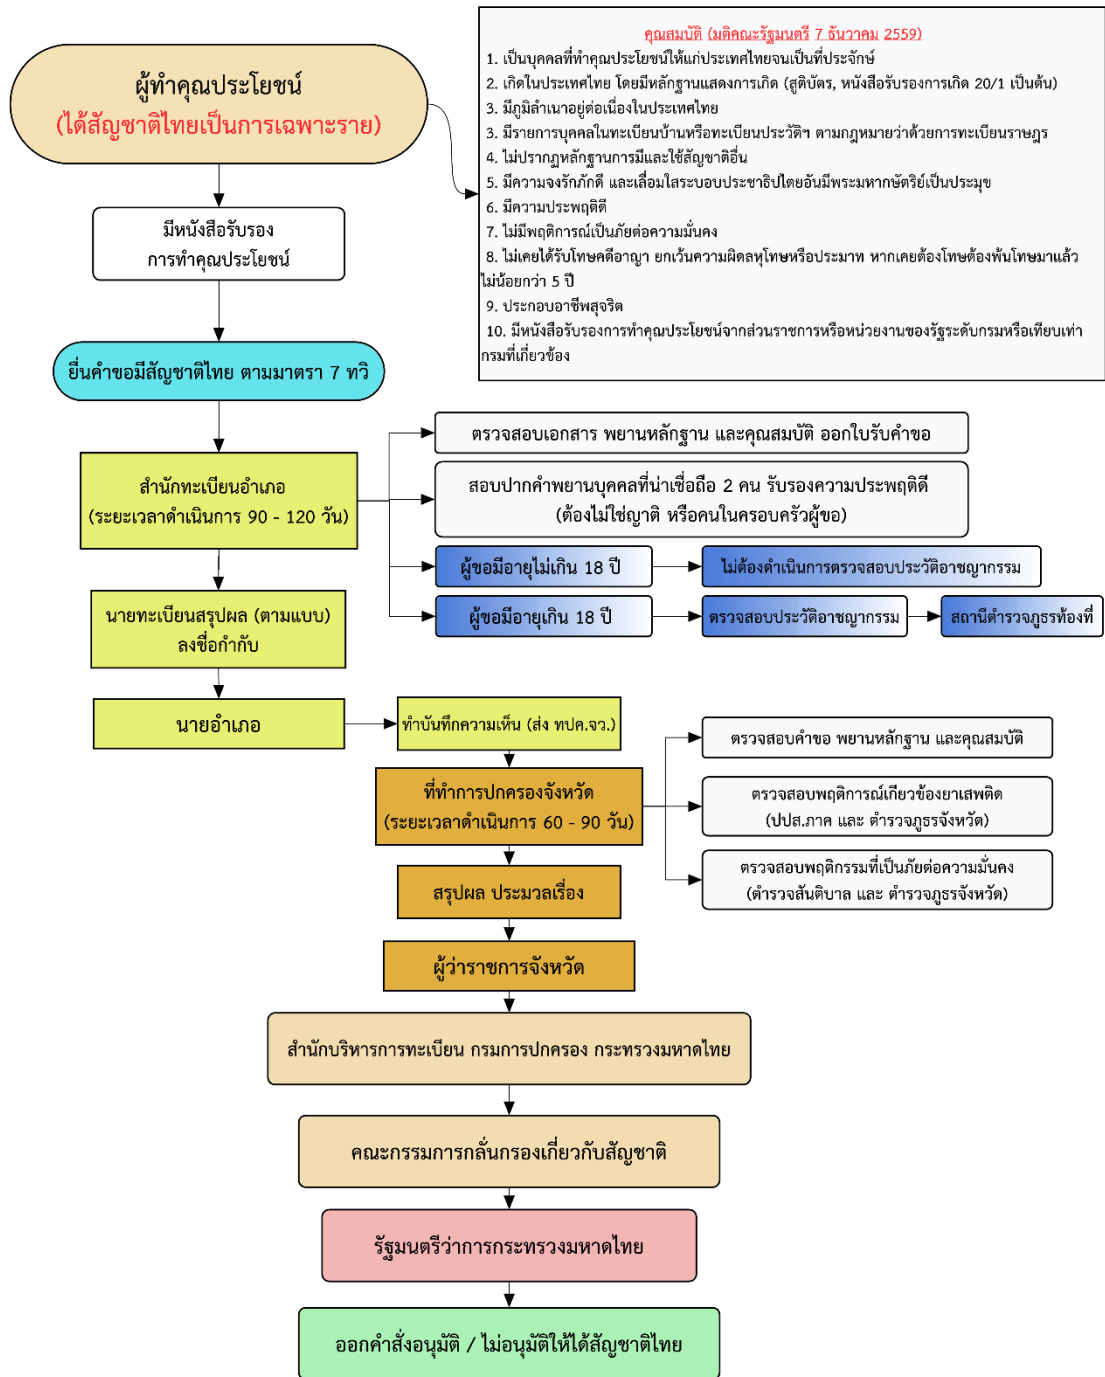 ผู้ทำคุณประโยชน์
(ได้สัญชาติไทยเป็นการเฉพาะราย)
คุณสมบัติ (มติคณะรัฐมนตรี 7 ธันวาคม 2559)
1. เป็นบุคคลที่ทำคุณประโยชน์ให้แก่ประเทศไทยจนเป็นที่ประจักษ์
2. เกิดในประเทศไทย โดยมีหลักฐานแสดงการเกิด (สูติบัตร, หนังสือรับรองการเกิด 20/1 เป็นต้น)
3. มีภูมิลำเนาอยู่ต่อเนื่องในประเทศไทย
3. มีรายการบุคคลในทะเบียนบ้านหรือทะเบียนประวัติฯ ตามกฎหมายว่าด้วยการทะเบียนราษฎร
4. ไม่ปรากฏหลักฐานการมีและใช้สัญชาติอื่น
5. มีความจงรักภักดี และเลื่อมใสระบอบประชาธิปไตยอันมีพระมหากษัตริย์เป็นประมุข
6. มีความประพฤติดี
7. ไม่มีพฤติการณ์เป็นภัยต่อความมั่นคง
8. ไม่เคยได้รับโทษคดีอาญา ยกเว้นความผิดลหุโทษหรือประมาท หากเคยต้องโทษต้องพ้นโทษมาแล้ว
ไม่น้อยกว่า 5 ปี
9. ประกอบอาชีพสุจริต
10. มีหนังสือรับรองการทำคุณประโยชน์จากส่วนราชการหรือหน่วยงานของรัฐระดับกรมหรือเทียบเท่า
กรมที่เกี่ยวข้อง
มีหนังสือรับรอง
การทำคุณประโยชน์
ยื่นคำขอมีสัญชาติไทย ตามมาตรา 7 ทวิ
สำนักทะเบียนอำเภอ
(ระยะเวลาดำเนินการ 90 - 120 วัน)
ตรวจสอบเอกสาร พยานหลักฐาน และคุณสมบัติ ออกใบรับคำขอ
สอบปากคำพยานบุคคลที่น่าเชื่อถือ 2 คน รับรองความประพฤติดี
(ต้องไม่ใช่ญาติ หรือคนในครอบครัวผู้ขอ)
ผู้ขอมีอายุไม่เกิน 18 ปี
ไม่ต้องดำเนินการตรวจสอบประวัติอาชญากรรม
ผู้ขอมีอายุเกิน 18 ปี
ตรวจสอบประวัติอาชญากรรม
สถานีตำรวจภูธรท้องที่
นายทะเบียนสรุปผล (ตามแบบ)
ลงชื่อกำกับ
นายอำเภอ
ทำบันทึกความเห็น (ส่ง ทปค.จว.)
ที่ทำการปกครองจังหวัด
(ระยะเวลาดำเนินการ 60 - 90 วัน)
ตรวจสอบคำขอ พยานหลักฐาน และคุณสมบัติ
ตรวจสอบพฤติการณ์เกี่ยวข้องยาเสพติด
(ปปส.ภาค และ ตำรวจภูธรจังหวัด)
ตรวจสอบพฤติกรรมที่เป็นภัยต่อความมั่นคง
(ตำรวจสันติบาล และ ตำรวจภูธรจังหวัด)
สรุปผล ประมวลเรื่อง
ผู้ว่าราชการจังหวัด
สำนักบริหารการทะเบียน กรมการปกครอง กระทรวงมหาดไทย
คณะกรรมการกลั่นกรองเกี่ยวกับสัญชาติ
รัฐมนตรีว่าการกระทรวงมหาดไทย
ออกคำสั่งอนุมัติ / ไม่อนุมัติให้ได้สัญชาติไทย